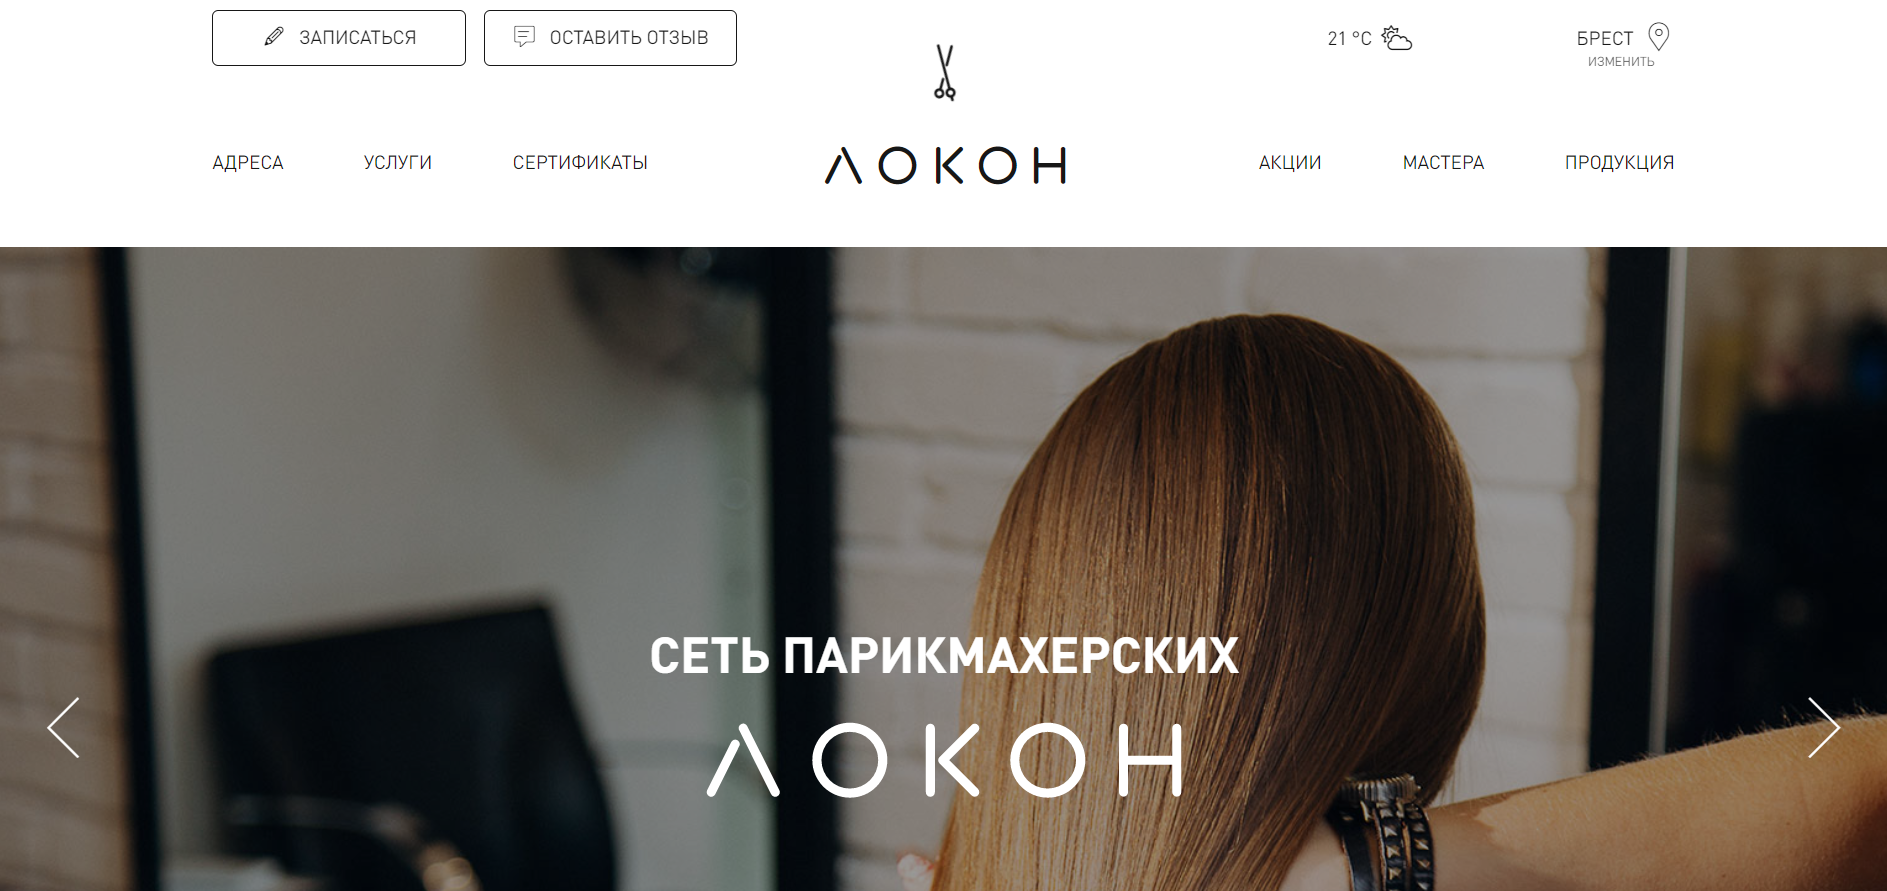 ЗАПИСАТЬСЯ
ОСТАВИТЬ ОТЗЫВ
21 °C
БРЕСТ
ИЗМЕНИТЬ
АДРЕСА
УСЛУГИ
СЕРТИФИКАТЫ
ЛОКОН
АКЦИИ
МАСТЕРА
ПРОДУКЦИЯ
СЕТЬ ПАРИКМАХЕРСКИХ
ЛОКОН